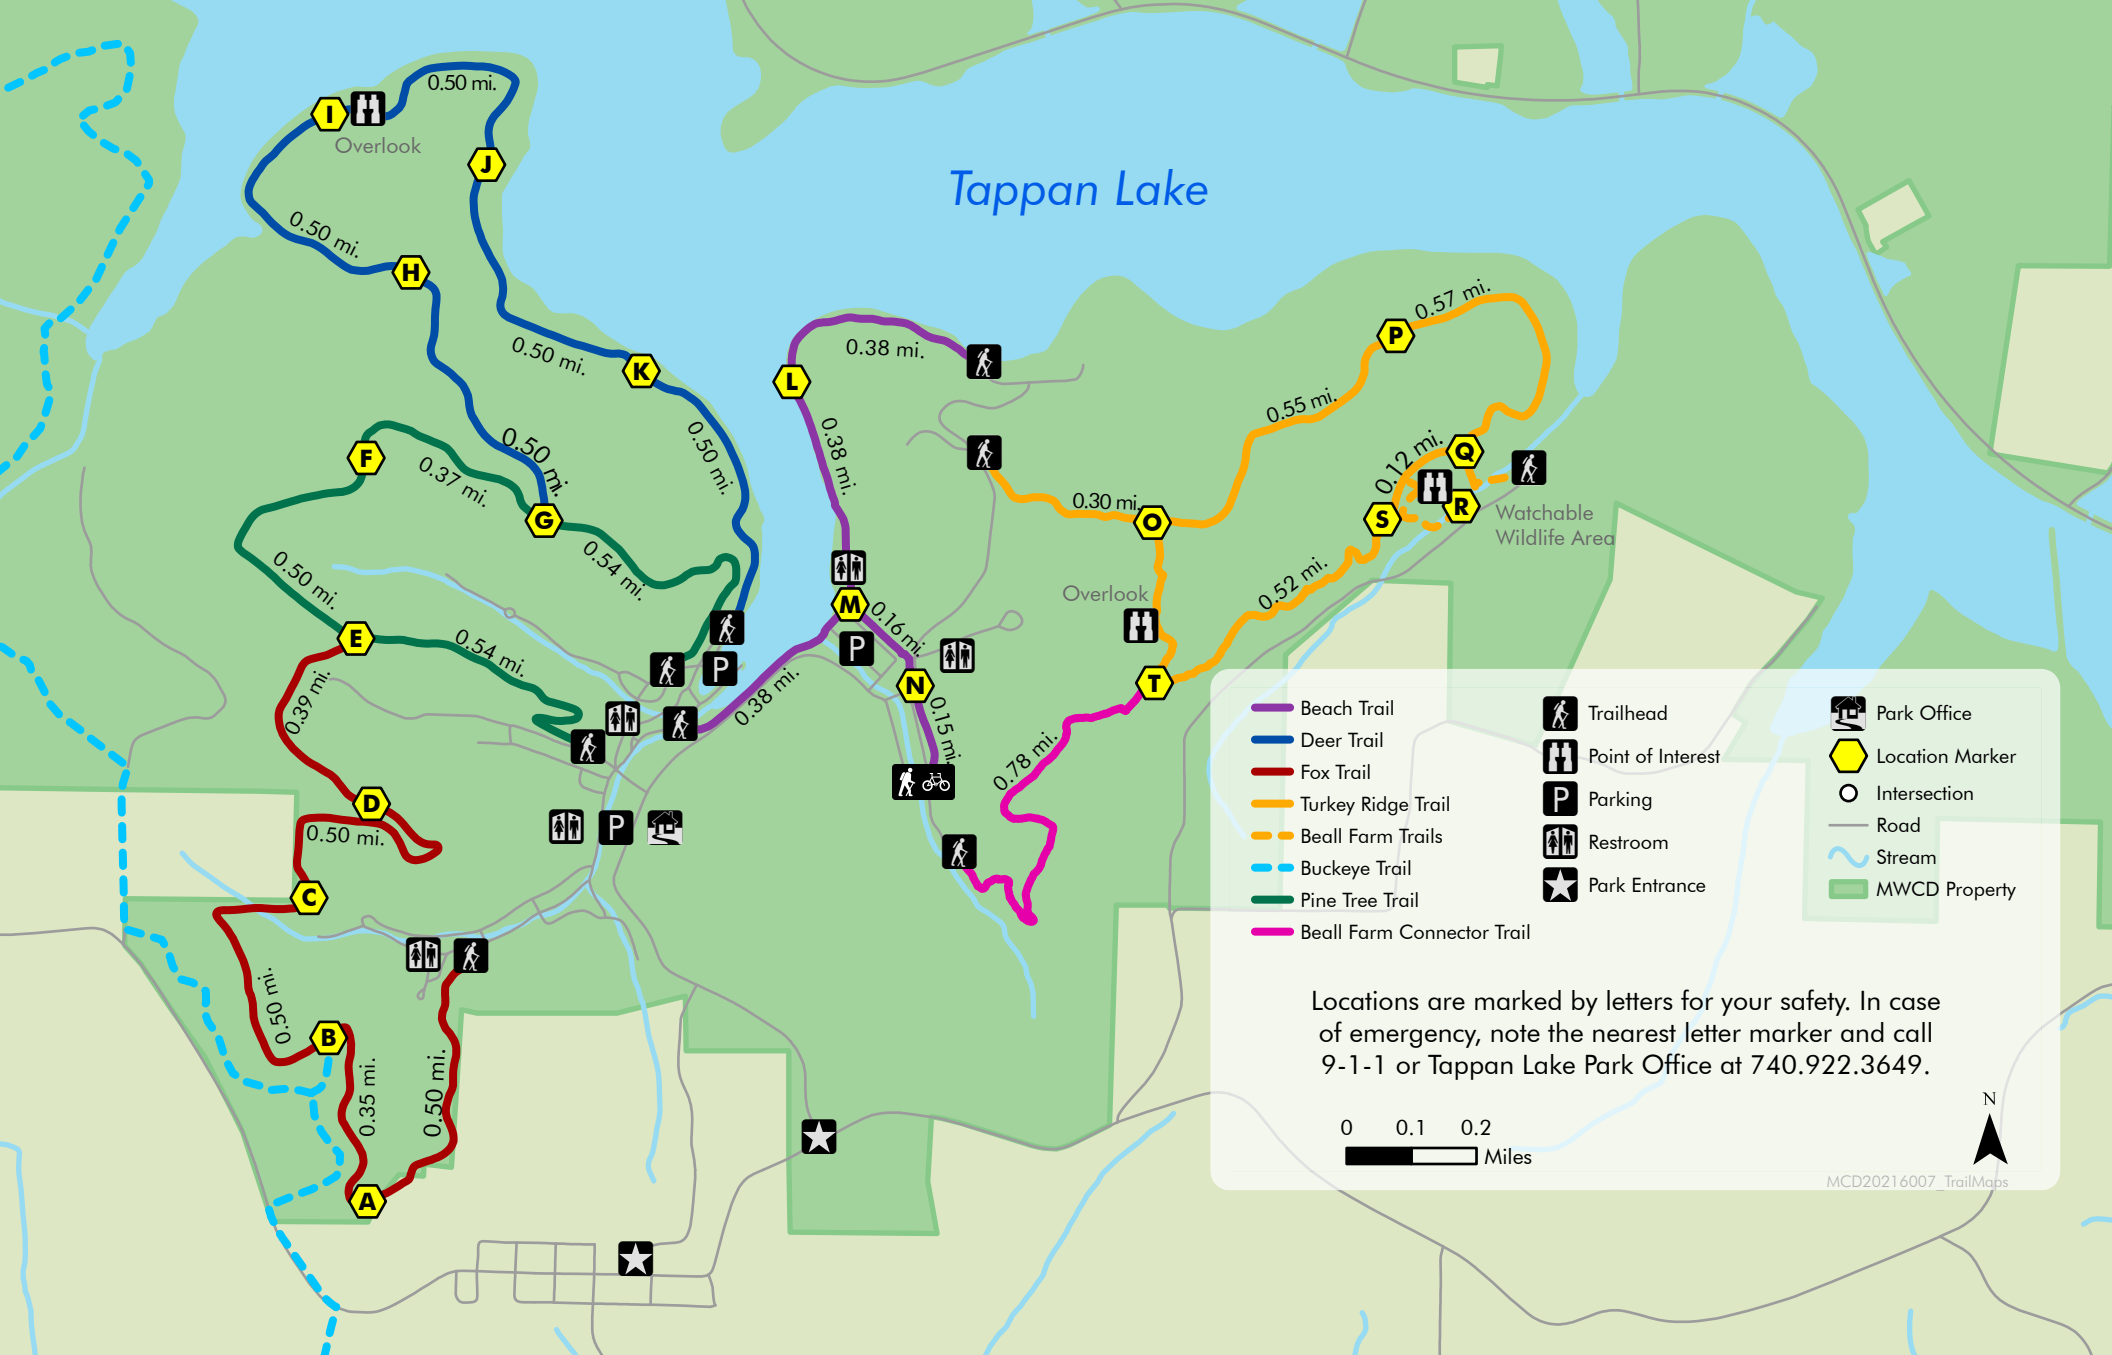 0.50 mi.
I
Overlook
J
Tappan Lake
0.50 mi.
H
P
0.57 mi.
0.50 mi.
K
L
0.38 mi.
0.55 mi.
F
0.37 mi.
0.50 mi.
0.50 mi.
0.38 mi.
0.12 mi.
Q
G
0.30 mi.
O
S
R
Watchable
Wildlife Area
0.50 mi.
0.54 mi.
0.52 mi.
Overlook
M
0.16 mi.
E
0.54 mi.
P
P
N
T
0.39 mi.
0.38 mi.
0.15 mi.
0.78 mi.
D
0.50 mi.
P
C
0.50 mi.
B
0.35 mi.
0.50 mi.
A
Beach Trail
Deer Trail
Fox Trail
Turkey Ridge Trail
Beall Farm Trails
Buckeye Trail
Pine Tree Trail
Beall Farm Connector Trail
Trailhead
Point of Interest
P Parking
Restroom
Park Entrance
Park Office
Location Marker
Intersection
Road
Stream
MWCD Property
Locations are marked by letters for your safety. In case
of emergency, note the nearest letter marker and call
9-1-1 or Tappan Lake Park Office at 740.922.3649.
0 0.1 0.2
Miles
N
MCD20216007_TrailMaps